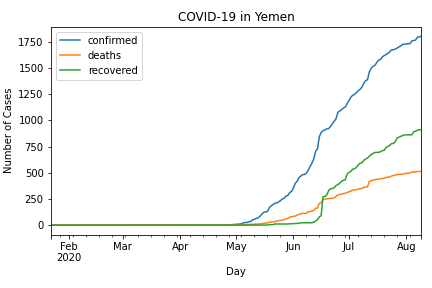 COVID-19 in Yemen
confirmed
deaths
recovered
1750
1500
1250
1000
750
500
250
0
Number of Cases
Feb Mar Apr May Jun Jul Aug
2020
Day